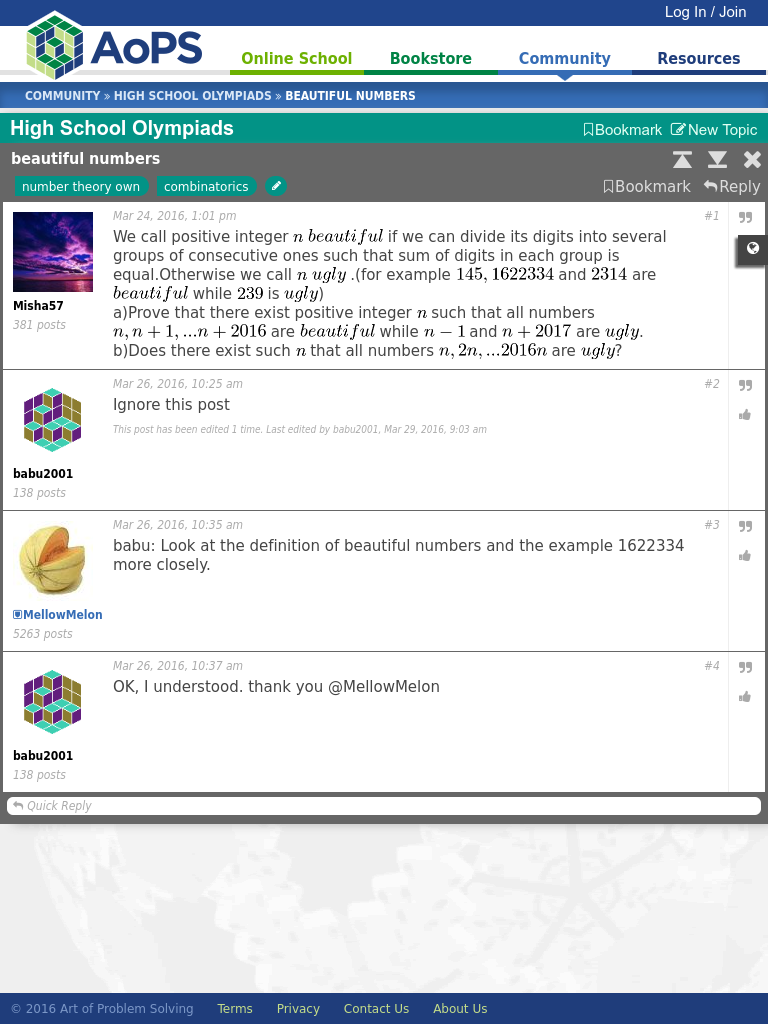 Log In / Join
AoPS
Online School
Bookstore
Community
Resources
COMMUNITY » HIGH SCHOOL OLYMPIADS » BEAUTIFUL NUMBERS
High School Olympiads
Bookmark
New Topic
beautiful numbers
number theory own
combinatorics
Bookmark
Reply
Mar 24, 2016, 1:01 pm
#1
We call positive integer n beautiful if we can divide its digits into several
groups of consecutive ones such that sum of digits in each group is
equal.Otherwise we call n ugly .(for example 145, 1622334 and 2314 are
beautiful while 239 is ugly)
a)Prove that there exist positive integer n such that all numbers
n, n + 1, ...n + 2016 are beautiful while n − 1 and n + 2017 are ugly.
b)Does there exist such n that all numbers n, 2n, ...2016n are ugly?
Misha57
381 posts
Mar 26, 2016, 10:25 am
#2
Ignore this post
This post has been edited 1 time. Last edited by babu2001, Mar 29, 2016, 9:03 am
babu2001
138 posts
Mar 26, 2016, 10:35 am
#3
babu: Look at the definition of beautiful numbers and the example 1622334
more closely.
MellowMelon
5263 posts
Mar 26, 2016, 10:37 am
#4
OK, I understood. thank you @MellowMelon
babu2001
138 posts
Quick Reply
© 2016 Art of Problem Solving
Terms
Privacy
Contact Us
About Us